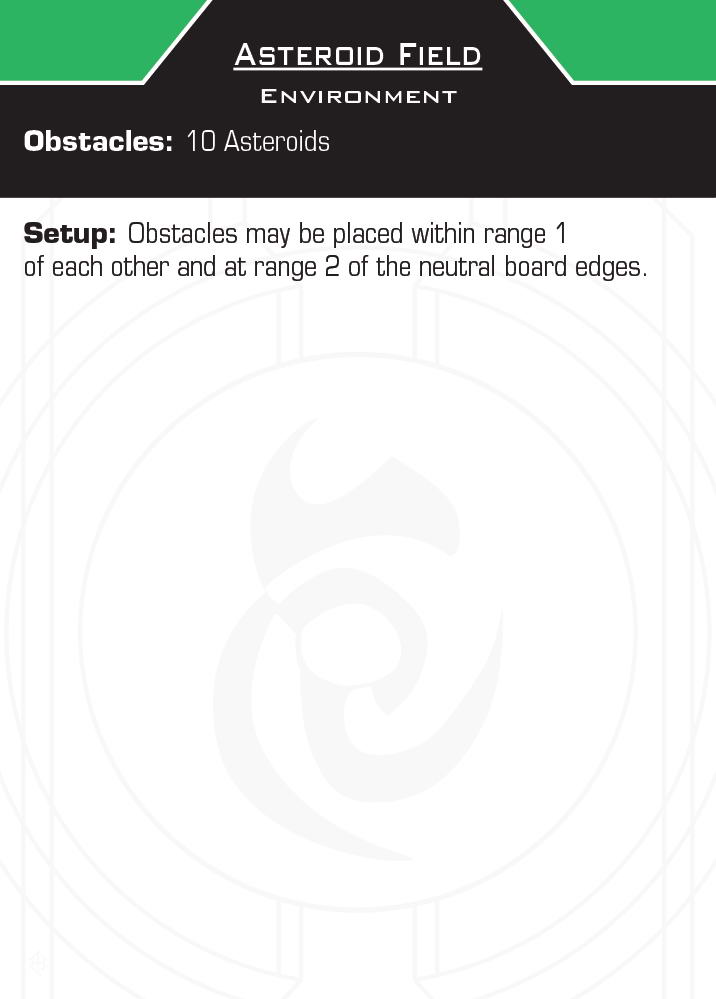 Asteroid Field
Environment
Obstacles: 10 Asteroids
Setup: Obstacles may be placed within range 1
of each other and at range 2 of the neutral board edges.